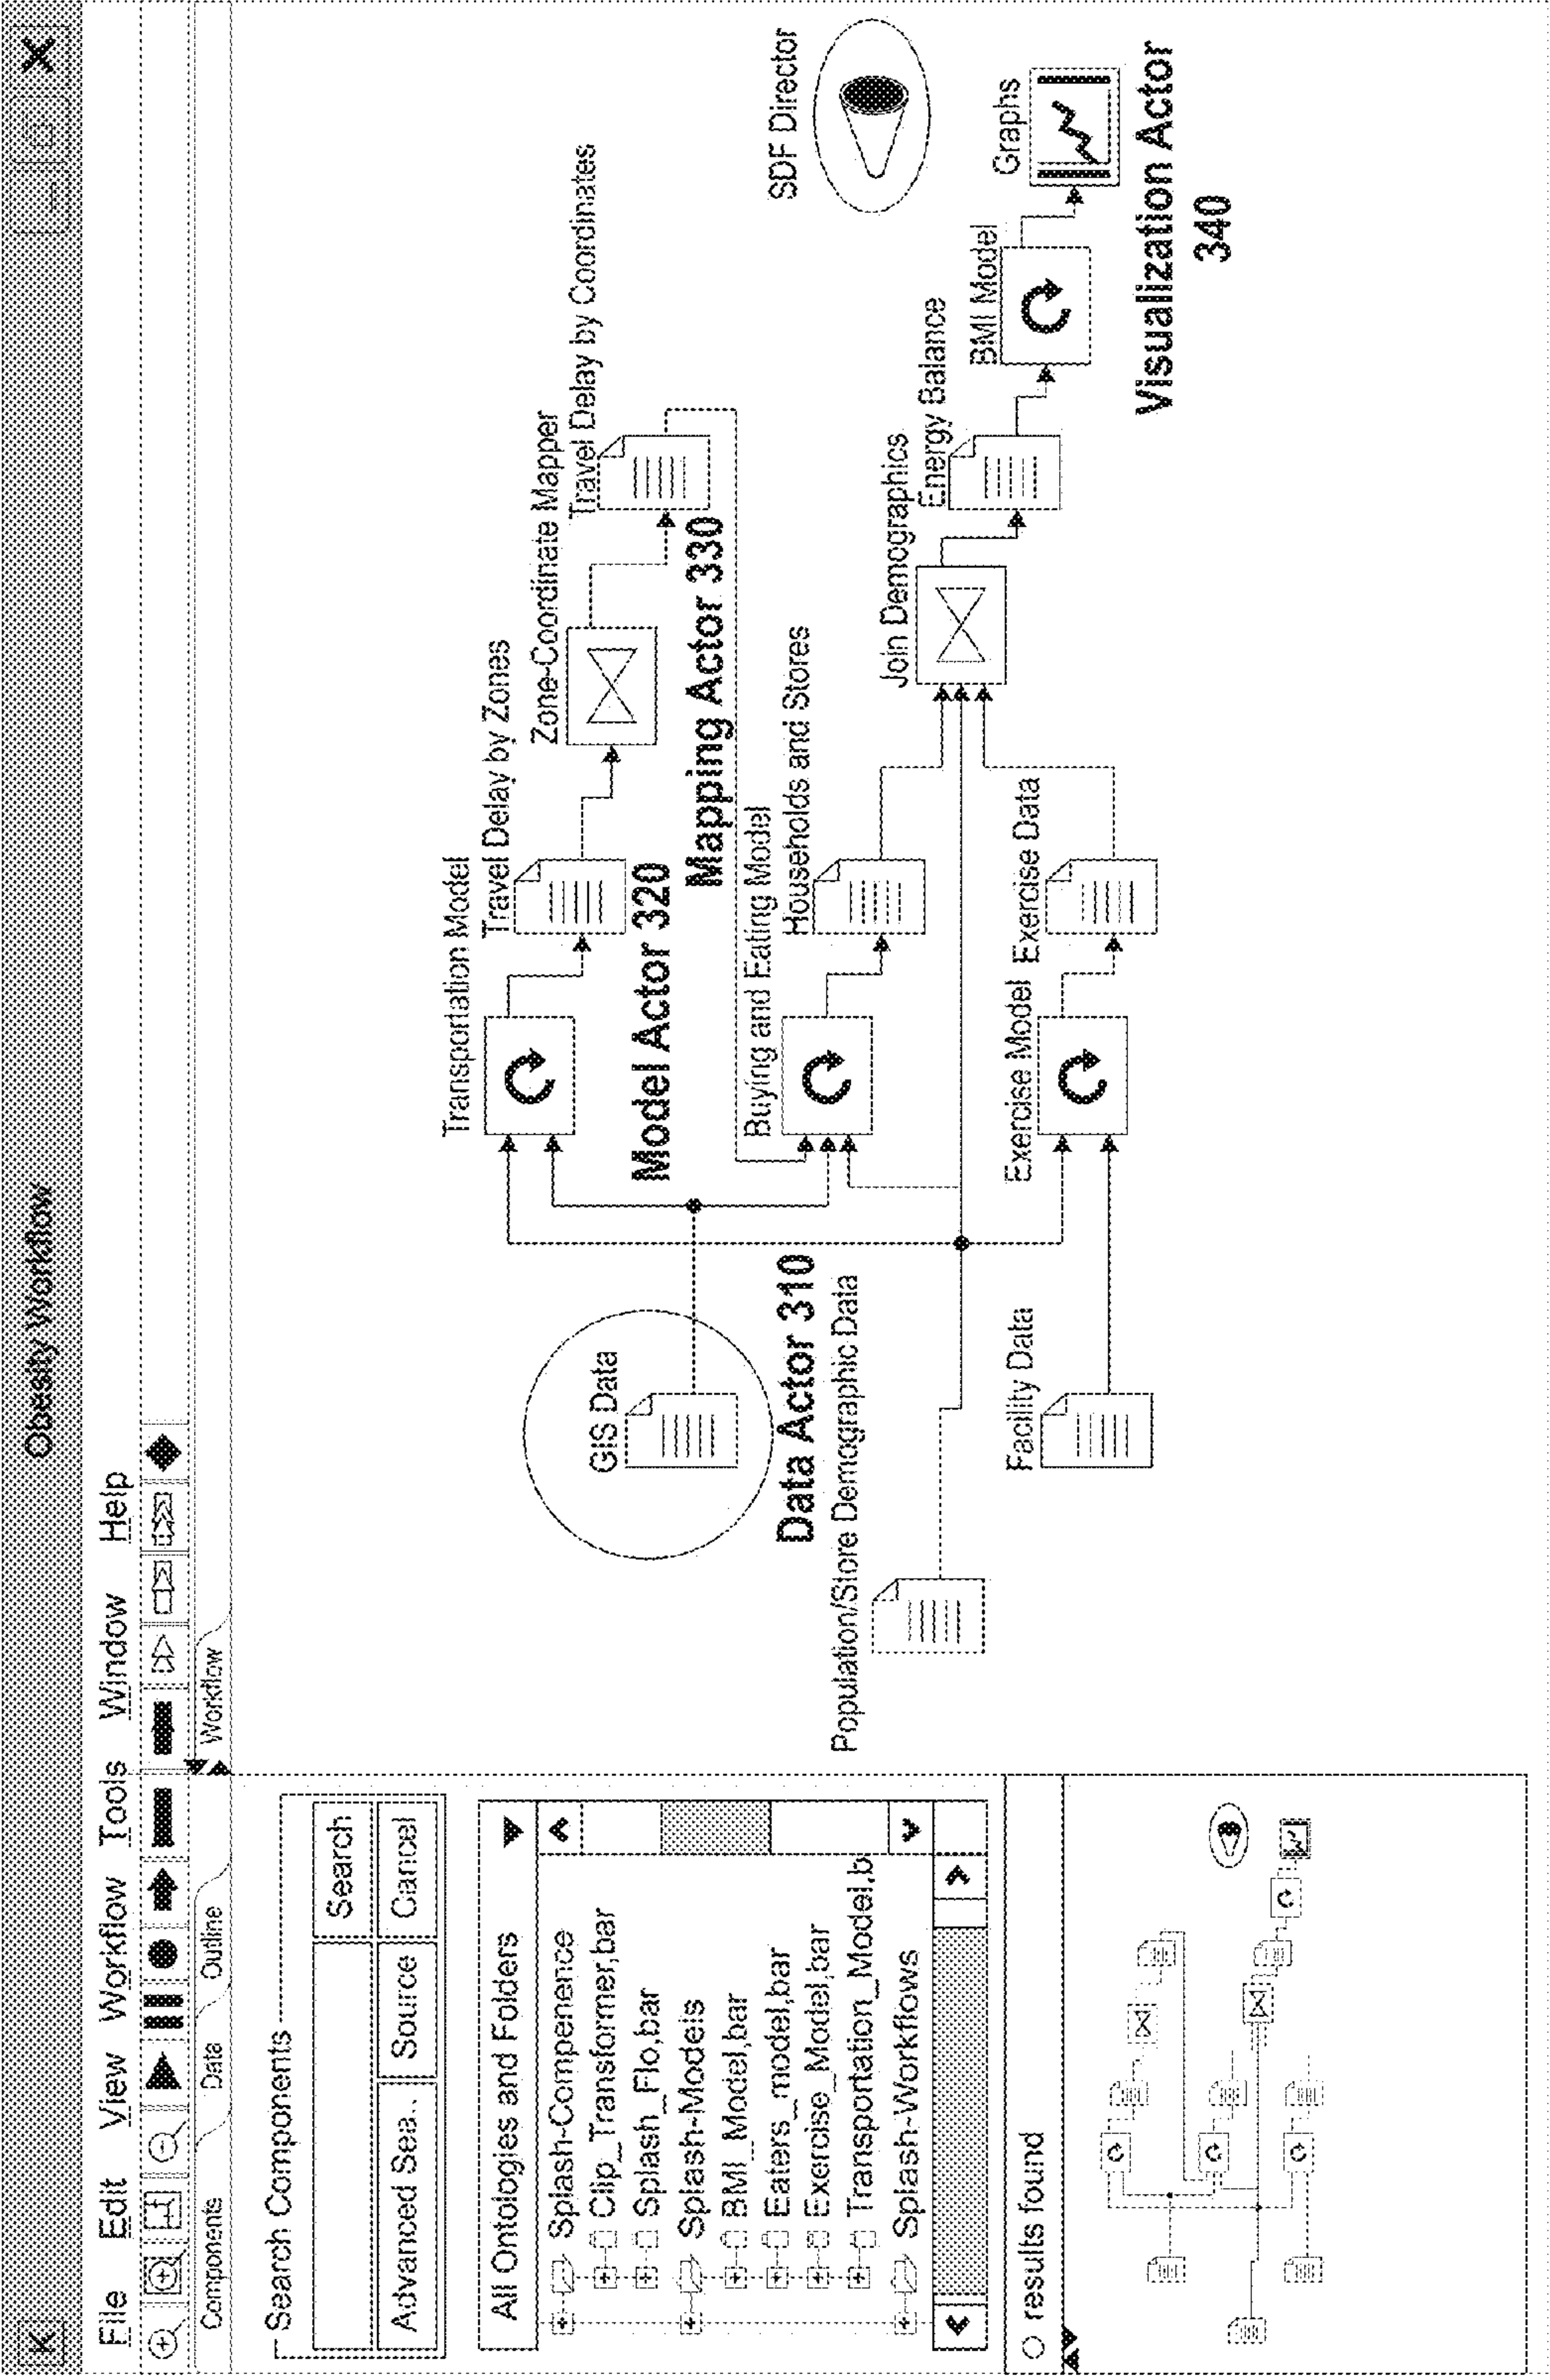 K
Obesity Workflow
X
File Edit View Workflow Tools Window Help
Components Data Outline
Workflow
Search Components
Search
Advanced Sea.. Source Cancel
All Ontologies and Folders
Splash-Compenence
Clip_Transformer,bar
Splash_Flo,bar
Splash-Models
BMI_Model,bar
Eaters_model,bar
Exercise_Model,bar
Transportation_Model,b
Splash-Workflows
results found
Transportation Model
Travel Delay by Zones
Zone-Coordinate Mapper
Travel Delay by Coordinates
GIS Data
Model Actor 320
Mapping Actor 330
Buying and Eating Model
Households and Stores
Data Actor 310
Population/Store Demographic Data
Join Demographics
Energy Balance
BMI Model
Graphs
SDF Director
Facility Data
Exercise Model
Exercise Data
Visualization Actor
340